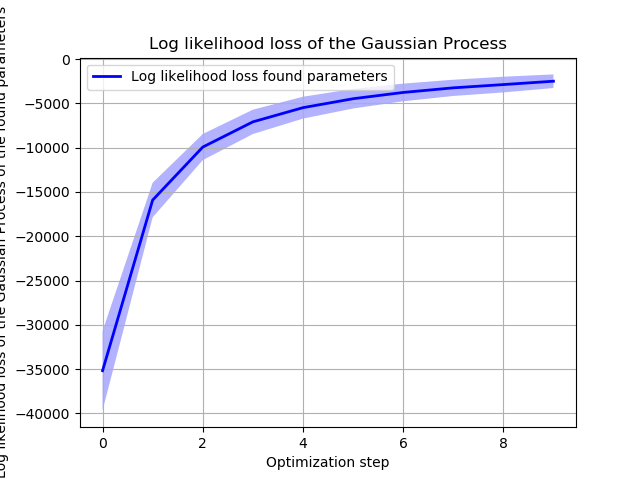 Log likelihood loss of the Gaussian Process
Log likelihood loss found parameters
Log likelihood loss of the Gaussian Process of the found parameters
0
−5000
−10000
−15000
−20000
−25000
−30000
−35000
−40000
0 2 4 6 8
Optimization step